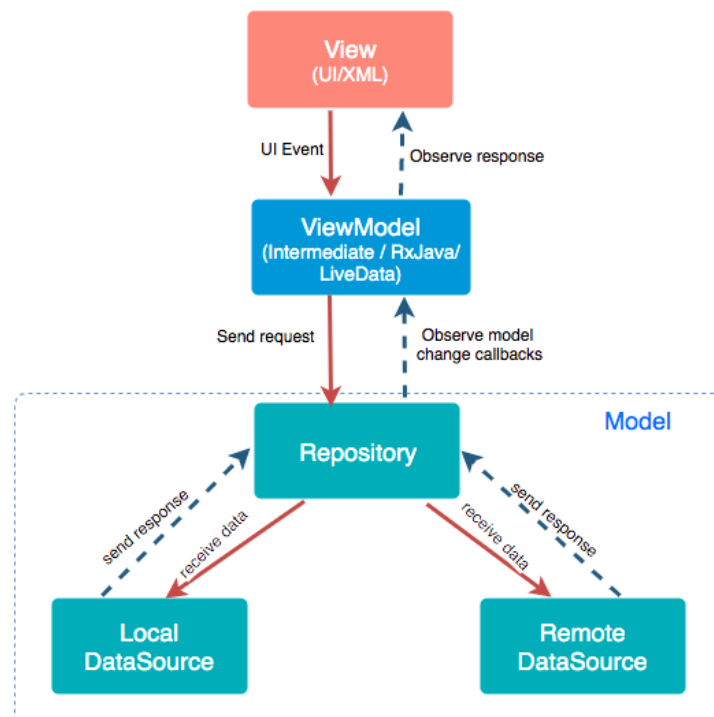 View
(UI/XML)
UI Event
Observe response
ViewModel
(Intermediate / RxJava/
LiveData)
Send request
Observe model
change callbacks
Model
Repository
send response
receive data
receive data
send response
Local
DataSource
Remote
DataSource